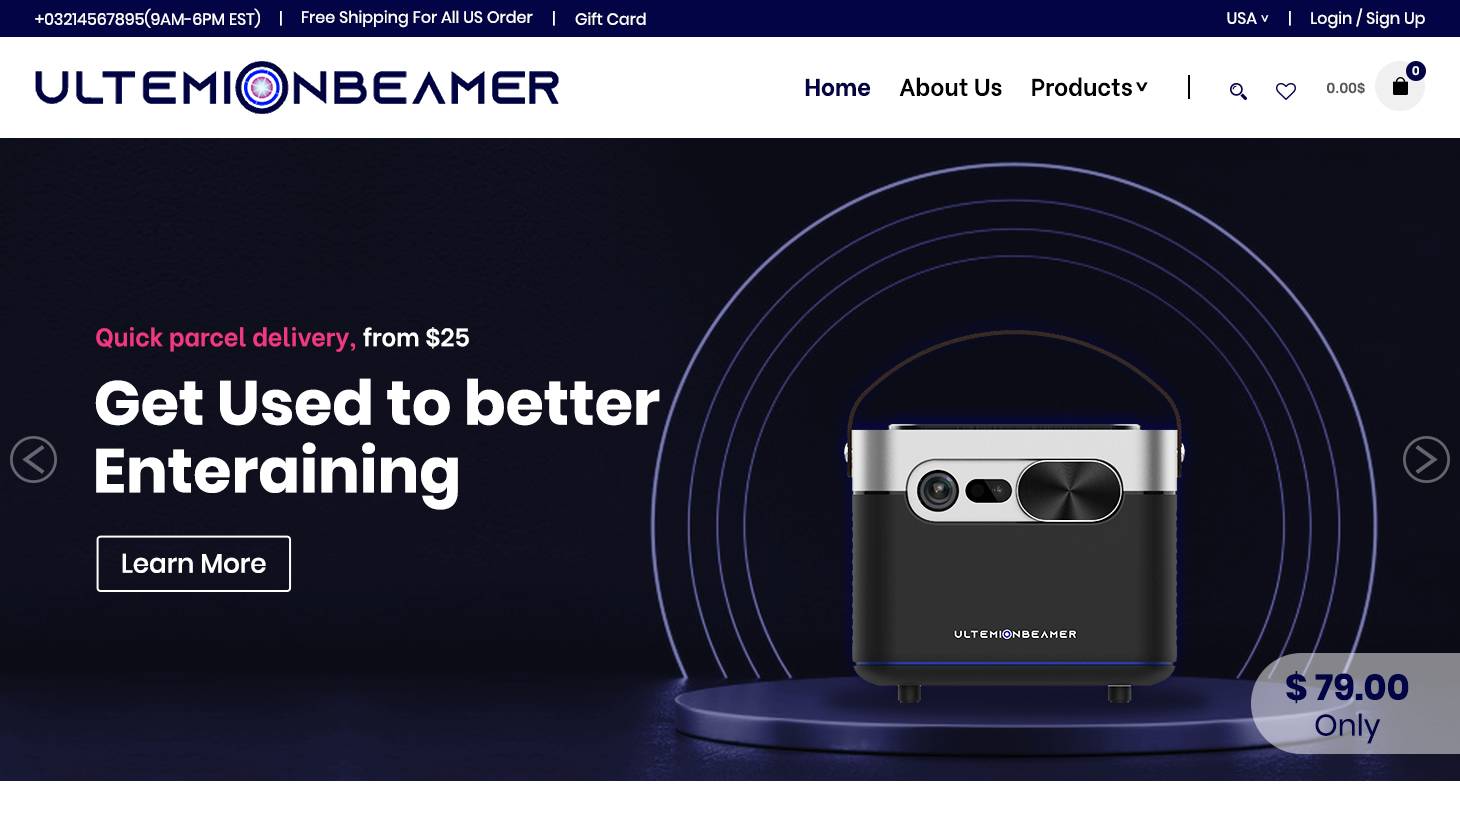 +03214567895(9AM-6PM EST) | Free Shipping For All US Order | Gift Card
USA v | Login / Sign Up
ULTEMIONBEAMER
Home About Us Products v |
0.00$ 0
Quick parcel delivery, from $25
Get Used to better
Enteraining
Learn More
ULTEMIONBEAMER
$ 79.00
Only